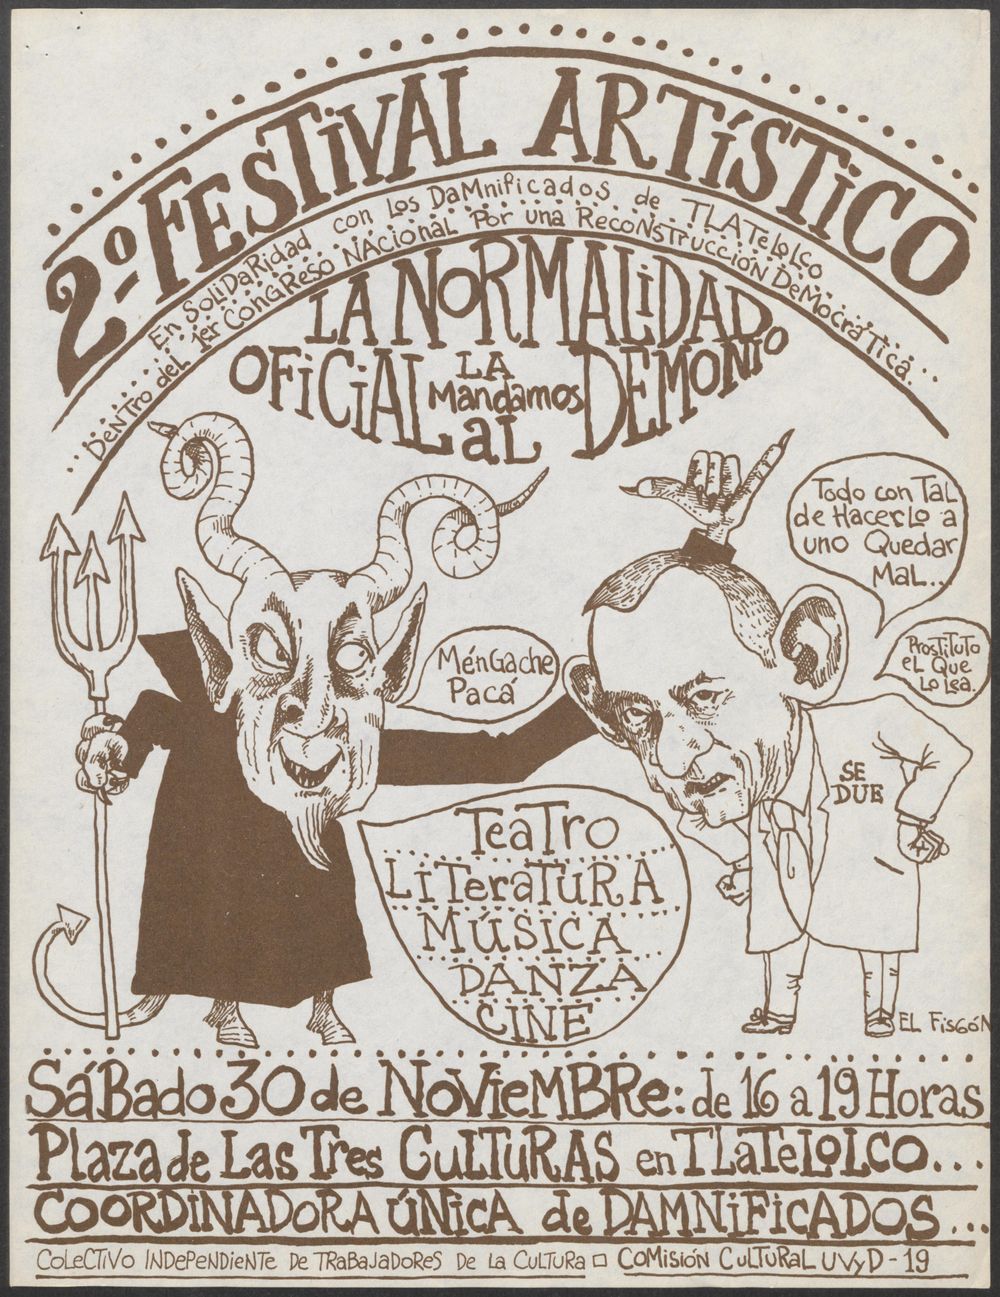 2º FESTiVAL ARTíSTiCO
En SoLiDaRidad con Los DaMnificadoS de TLATeLoLco
DeNTro deL 1er ConGReso NACional Por una RecoNSTrucción DeMocráTica...
LA NORMALiDAD
OFiCiAL LA Mandamos aL DEMONiO
Todo con TaL
de HacerLo a
uno Quedar
MaL...
ProsTiTuTo
eL Que
Lo Lea.
MénGache
Pacá
SE
DUE
TeaTro
LiTeraTURA
MÚSiCA
DANZA
CiNE
EL FisGóN
SáBado 30 de NoViEMBRe: de 16 a 19 Horas
Plaza de Las Tres CuLTuRAS en TLaTeLoLco...
COORDiNADoRA úNiCA de DAMNiFiCADOS...
CoLeCTiVo INDePeNDieNTe De TRaBaJaDoRES De La CuLTuRa □ CoMiSióN CuLTuRaL UVyD - 19